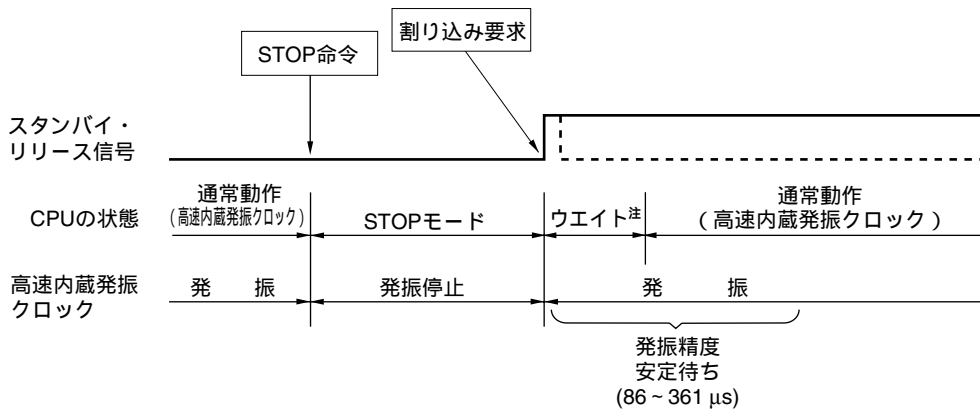 割り込み要求
STOP命令
スタンバイ・
リリース信号
CPUの状態
通常動作
(高速内蔵発振クロック)
STOPモード
ウエイト注
通常動作
(高速内蔵発振クロック)
高速内蔵発振
クロック
発 振
発振停止
発 振
発振精度
安定待ち
(86 ~ 361 μs)